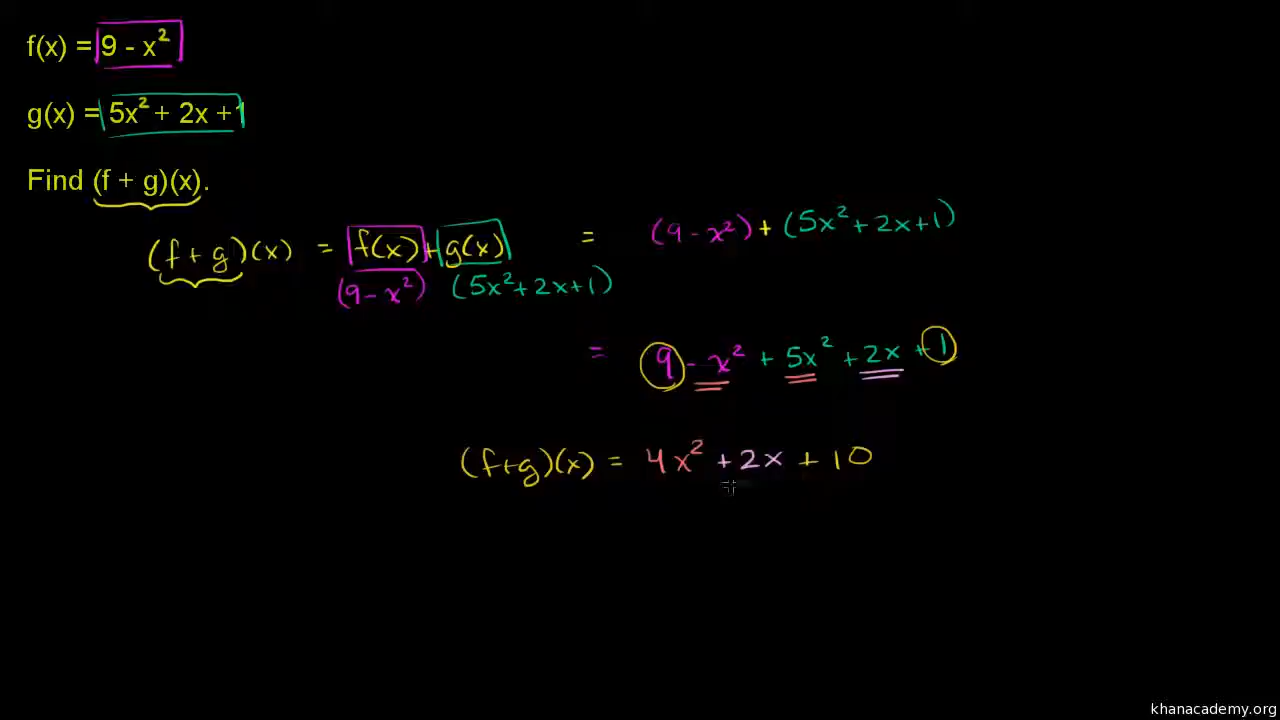 f(x) = 9 - x²
g(x) = 5x² + 2x + 1
Find (f + g)(x).
(f+g)(x) = f(x)+g(x) = (9-x²) + (5x²+2x+1)
(9-x²) (5x²+2x+1)
= 9 - x² + 5x² + 2x + 1
(f+g)(x) = 4x² + 2x + 10
khanacademy.org